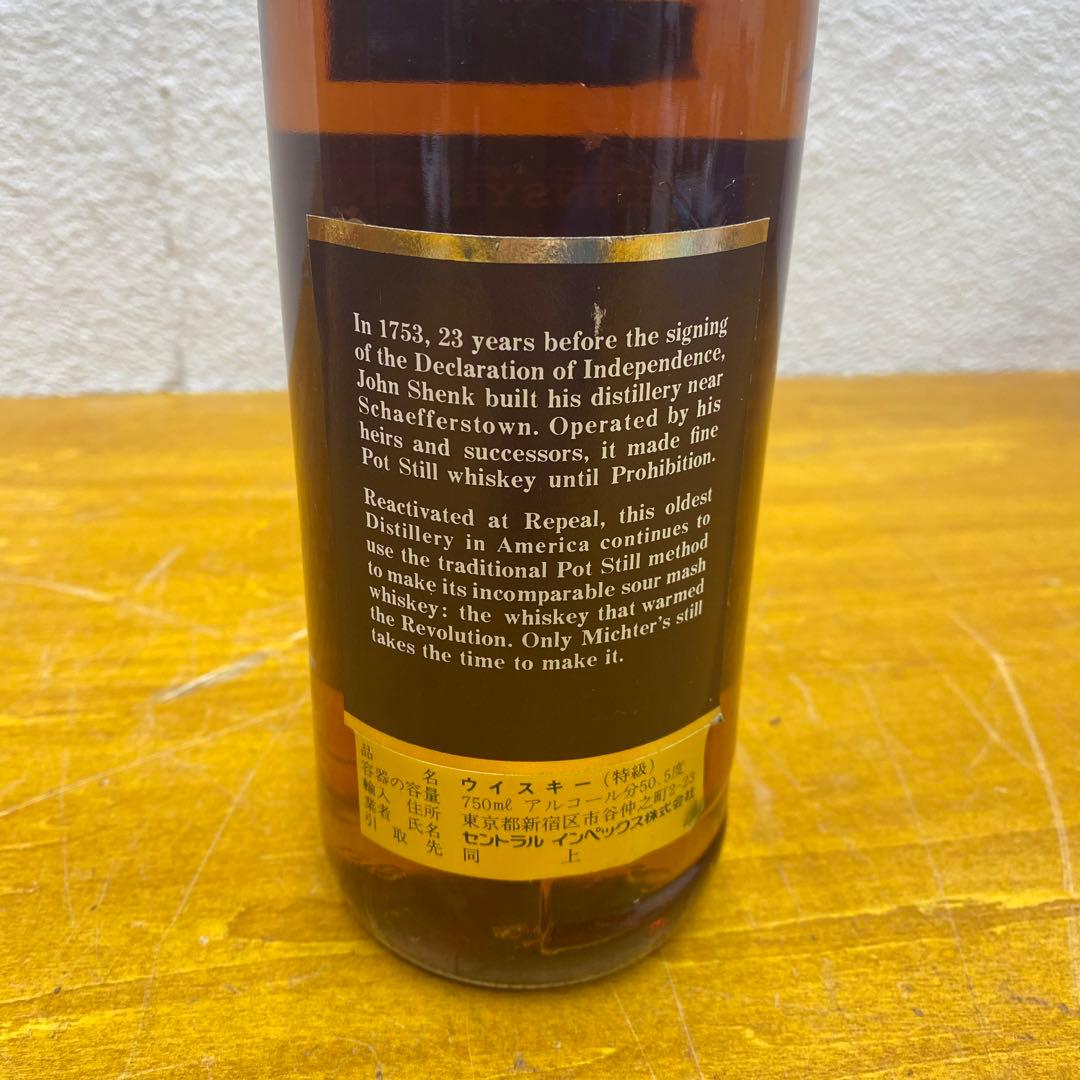 In 1753, 23 years before the signing
of the Declaration of Independence,
John Shenk built his distillery near
Schaefferstown. Operated by his
heirs and successors, it made fine
Pot Still whiskey until Prohibition.
Reactivated at Repeal, this oldest
Distillery in America continues to
use the traditional Pot Still method
to make its incomparable sour mash
whiskey: the whiskey that warmed
the Revolution. Only Michter's still
takes the time to make it.
品 名 ウイスキー (特級)
容器の容量 750ml アルコール分50.5度
輸入 住所 東京都新宿区市谷仲之町2-23
業者 氏名 セントラル インペックス株式会社
引 取 先 同 上